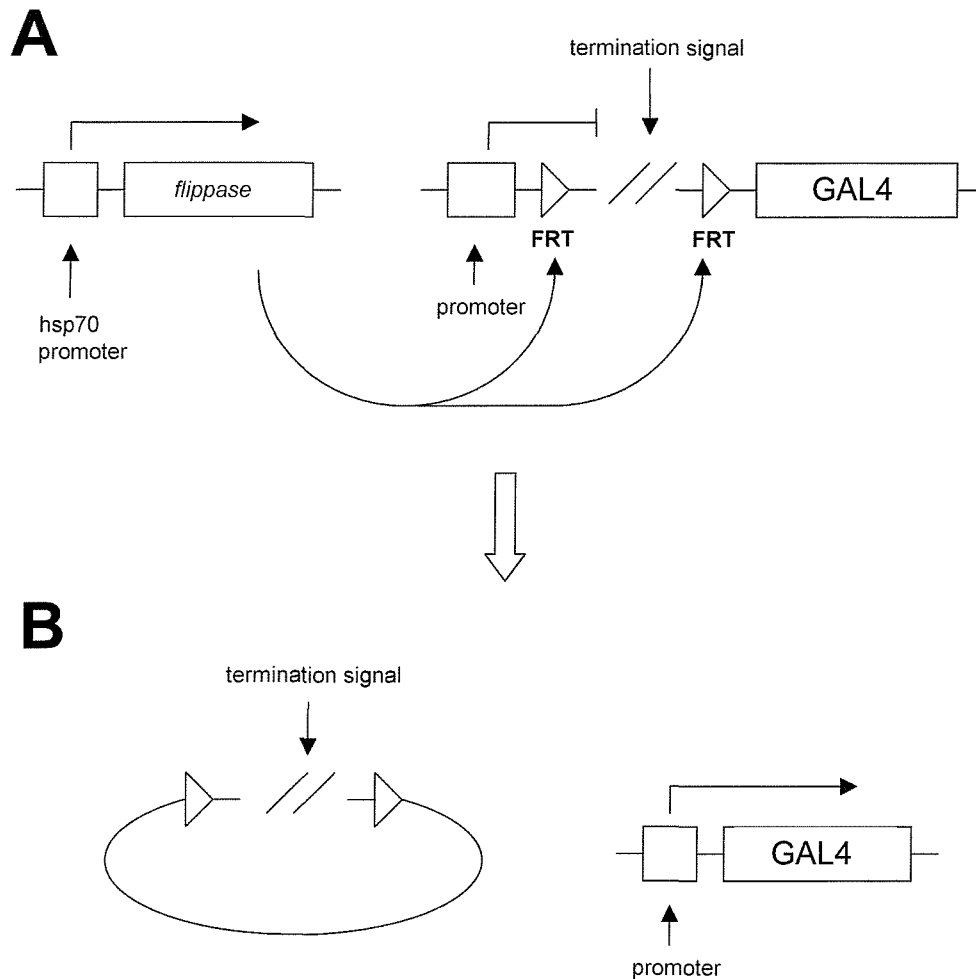 A
termination signal
flippase
GAL4
FRT
FRT
hsp70
promoter
promoter
B
termination signal
GAL4
promoter